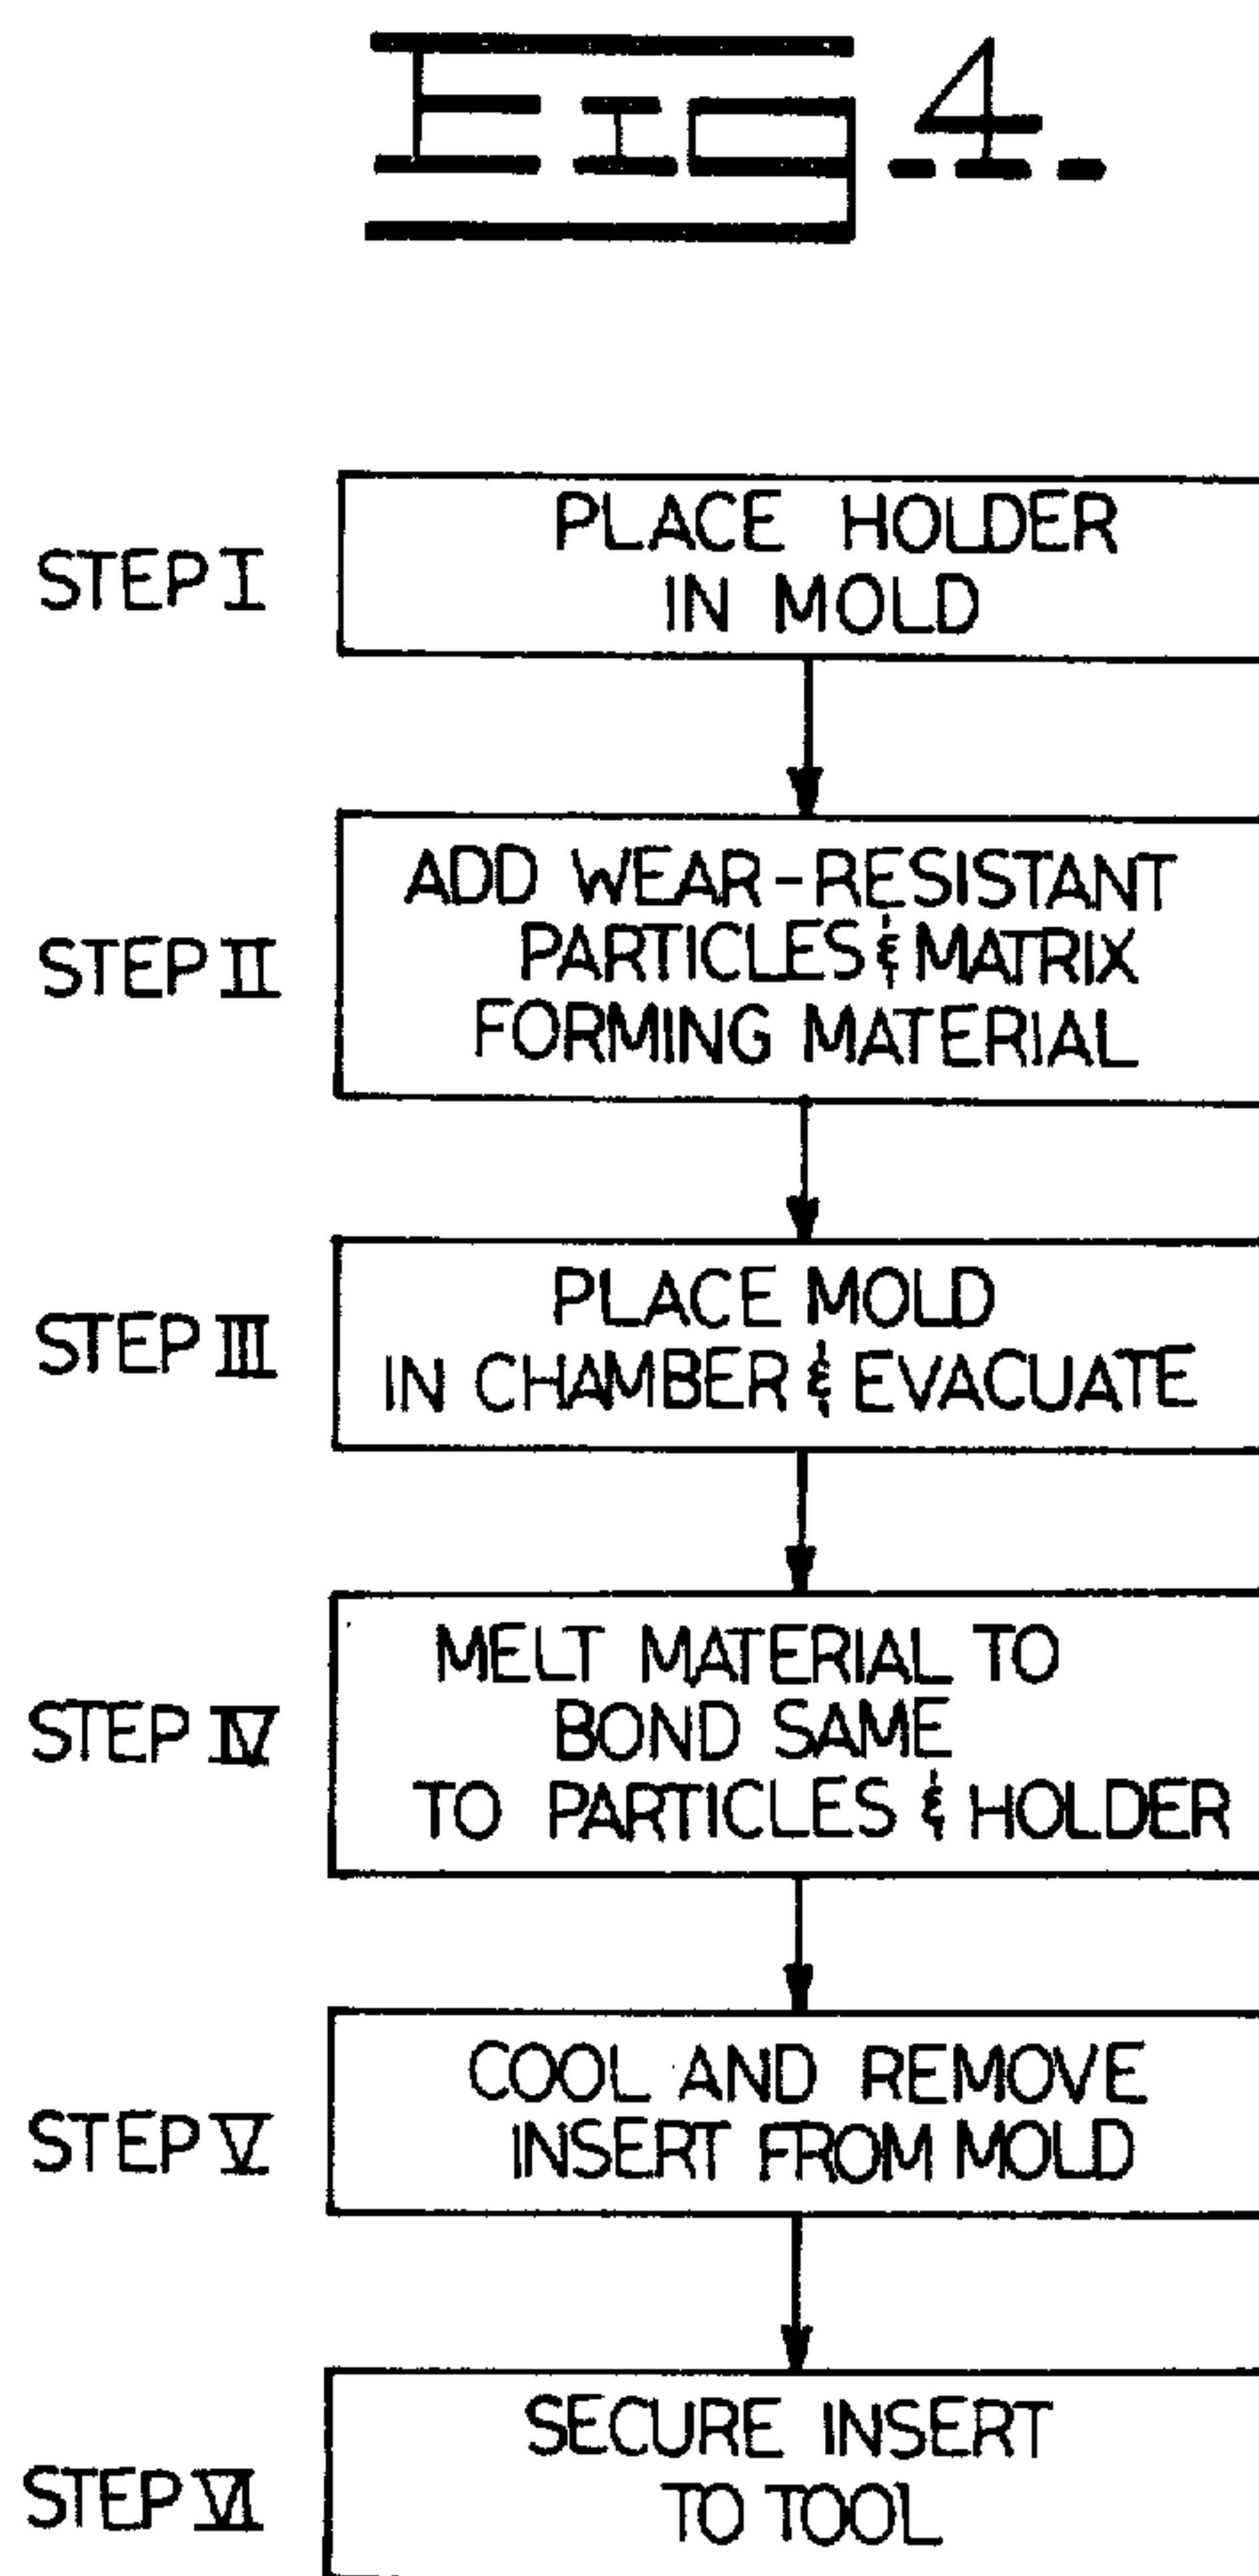 Fig 4
STEP I
PLACE HOLDER
IN MOLD
STEP II
ADD WEAR-RESISTANT
PARTICLES & MATRIX
FORMING MATERIAL
STEP III
PLACE MOLD
IN CHAMBER & EVACUATE
STEP IV
MELT MATERIAL TO
BOND SAME
TO PARTICLES & HOLDER
STEP V
COOL AND REMOVE
INSERT FROM MOLD
STEP VI
SECURE INSERT
TO TOOL